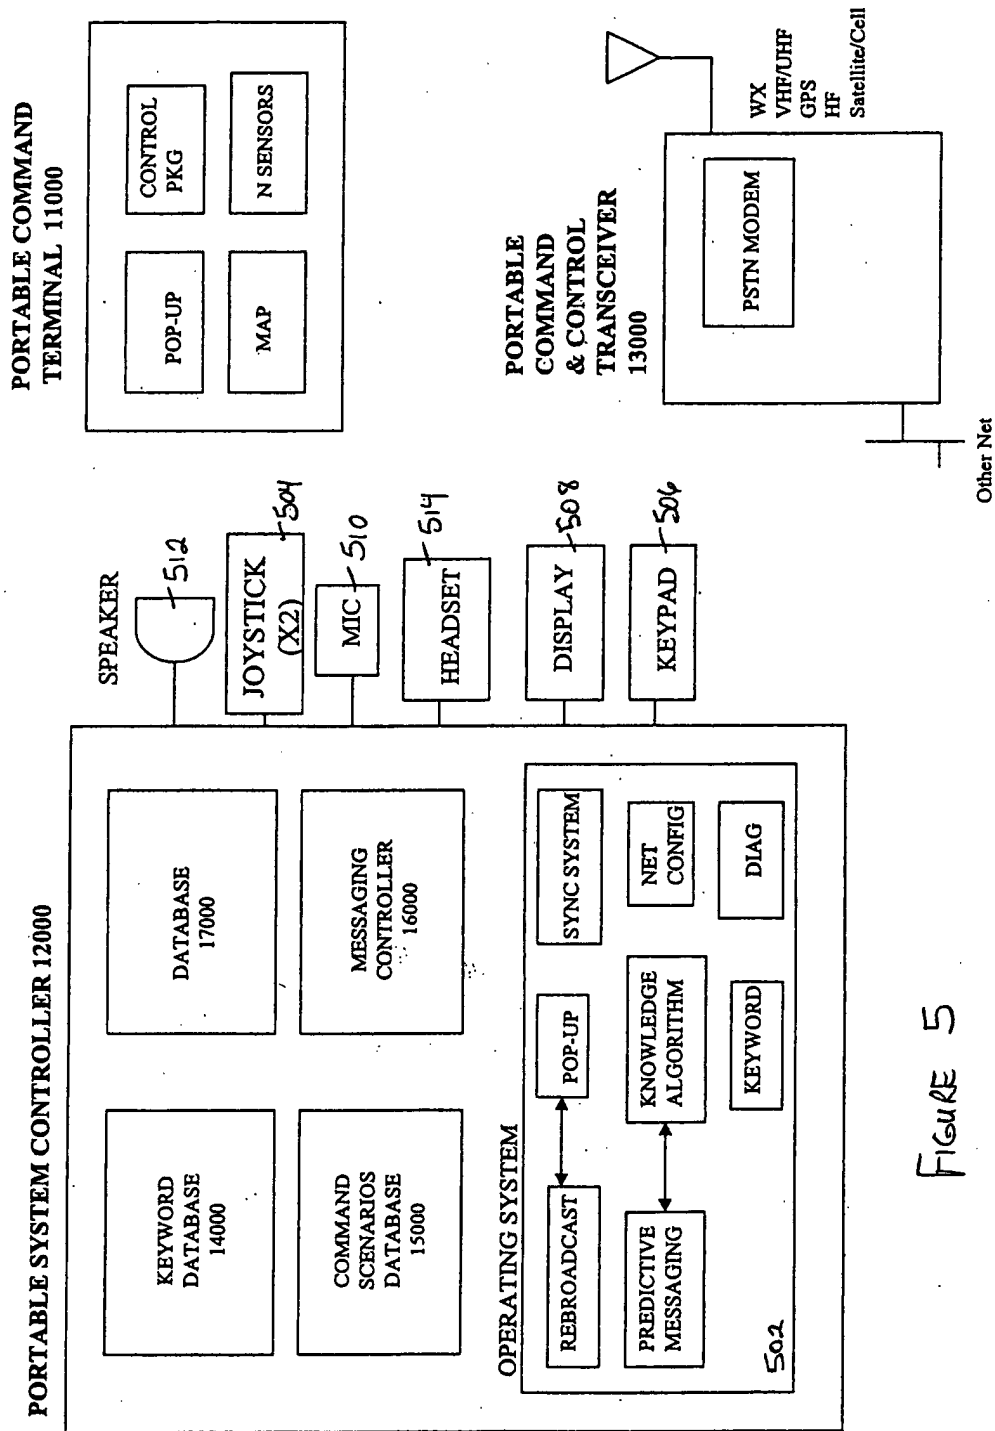 PORTABLE SYSTEM CONTROLLER 12000
KEYWORD
DATABASE
14000
DATABASE
17000
COMMAND
SCENARIOS
DATABASE
15000
MESSAGING
CONTROLLER
16000
OPERATING SYSTEM
REBROADCAST
POP-UP
SYNC SYSTEM
PREDICTIVE
MESSAGING
KNOWLEDGE
ALGORITHM
NET
CONFIG
KEYWORD
DIAG
502
SPEAKER
512
JOYSTICK
(X2)
504
MIC
510
HEADSET
514
DISPLAY
508
KEYPAD
506
PORTABLE COMMAND
TERMINAL 11000
POP-UP
CONTROL
PKG
MAP
N SENSORS
PORTABLE
COMMAND
& CONTROL
TRANSCEIVER
13000
PSTN MODEM
WX
VHF/UHF
GPS
HF
Satellite/Cell
Other Net
FIGURE 5